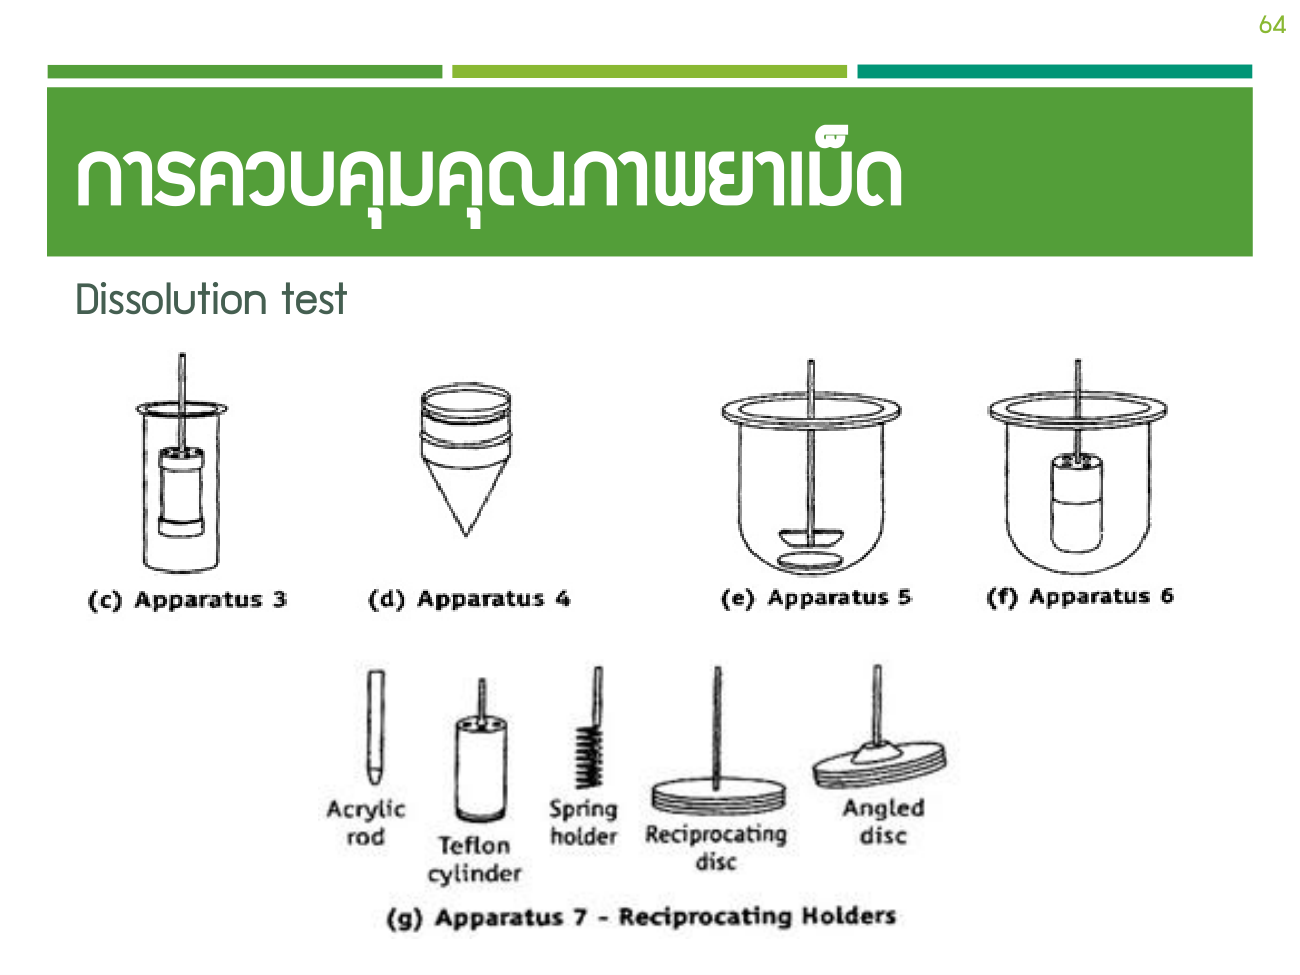 64
การควบคุมคุณภาพยาเม็ด
Dissolution test
(c) Apparatus 3
(d) Apparatus 4
(e) Apparatus 5
(f) Apparatus 6
Acrylic
rod
Teflon
cylinder
Spring
holder
Reciprocating
disc
Angled
disc
(g) Apparatus 7 - Reciprocating Holders